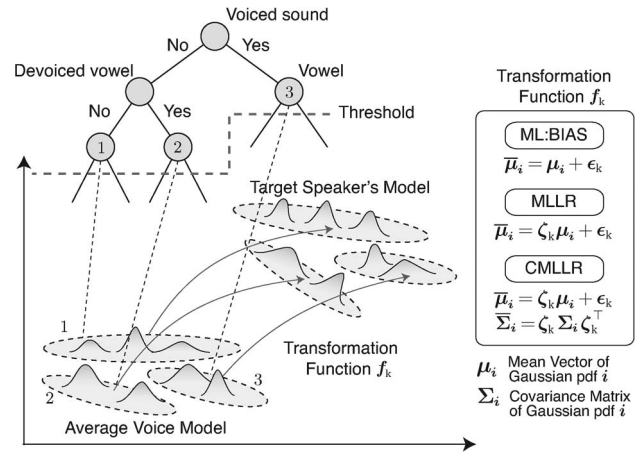 Voiced sound
No Yes
Devoiced vowel
Vowel
3
No Yes
Threshold
1
2
Target Speaker's Model
1
2
3
Transformation
Function fₖ
Average Voice Model
Transformation
Function fₖ
ML:BIAS
μ̅ᵢ = μᵢ + ϵₖ
MLLR
μ̅ᵢ = ζₖμᵢ + ϵₖ
CMLLR
μ̅ᵢ = ζₖμᵢ + ϵₖ
Σ̅ᵢ = ζₖ Σᵢ ζₖ⊤
μᵢ Mean Vector of
Gaussian pdf i
Σᵢ Covariance Matrix
of Gaussian pdf i